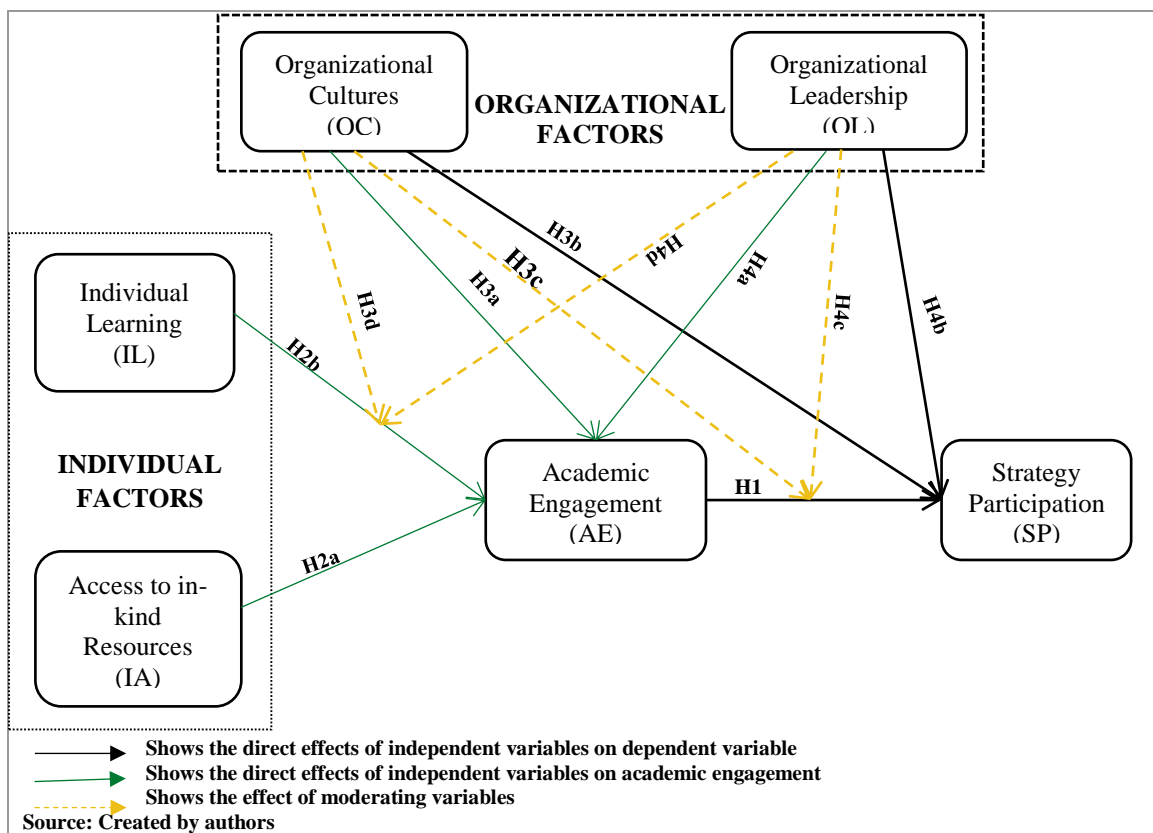 Organizational
Cultures
(OC)
ORGANIZATIONAL
FACTORS
Organizational
Leadership
(OL)
H3b
H4d
H3c
H4a
H3a
H3d
H4c
H4b
Individual
Learning
(IL)
H2b
INDIVIDUAL
FACTORS
Academic
Engagement
(AE)
H1
Strategy
Participation
(SP)
H2a
Access to in-
kind
Resources
(IA)
Shows the direct effects of independent variables on dependent variable
Shows the direct effects of independent variables on academic engagement
Shows the effect of moderating variables
Source: Created by authors